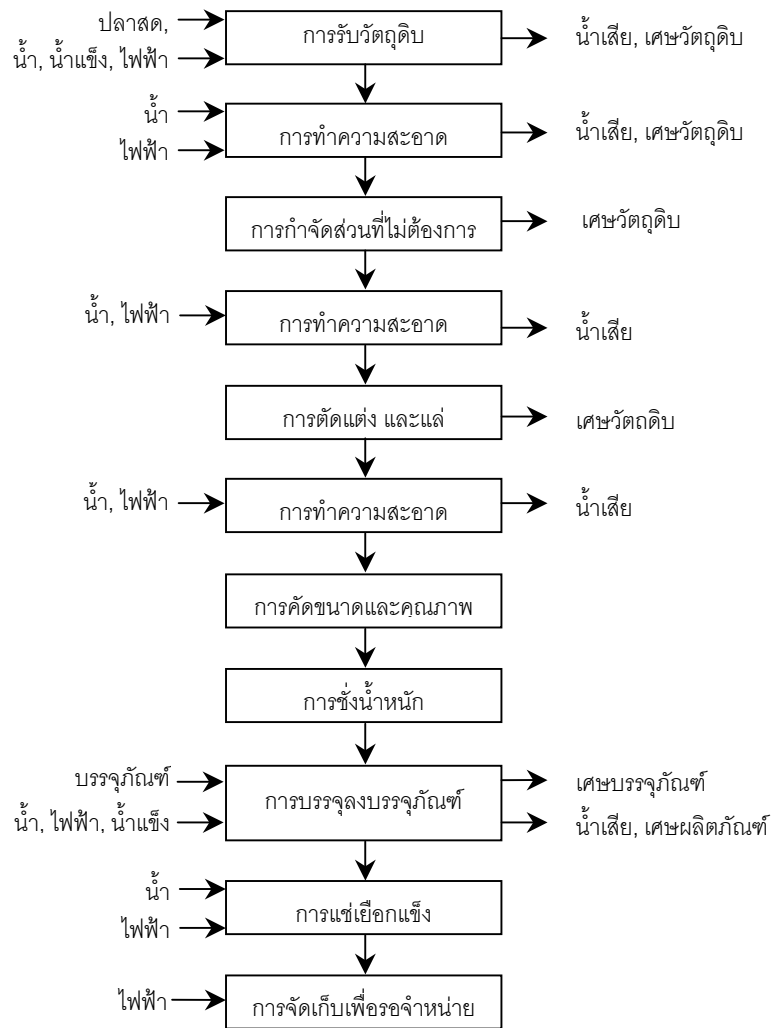 ปลาสด,
น้ำ, น้ำแข็ง, ไฟฟ้า
การรับวัตถุดิบ
น้ำเสีย, เศษวัตถุดิบ
น้ำ
ไฟฟ้า
การทำความสะอาด
น้ำเสีย, เศษวัตถุดิบ
การกำจัดส่วนที่ไม่ต้องการ
เศษวัตถุดิบ
น้ำ, ไฟฟ้า
การทำความสะอาด
น้ำเสีย
การตัดแต่ง และแล่
เศษวัตถดิบ
น้ำ, ไฟฟ้า
การทำความสะอาด
น้ำเสีย
การคัดขนาดและคุณภาพ
การชั่งน้ำหนัก
บรรจุภัณฑ์
น้ำ, ไฟฟ้า, น้ำแข็ง
การบรรจุลงบรรจุภัณฑ์
เศษบรรจุภัณฑ์
น้ำเสีย, เศษผลิตภัณฑ์
น้ำ
ไฟฟ้า
การแช่เยือกแข็ง
ไฟฟ้า
การจัดเก็บเพื่อรอจำหน่าย